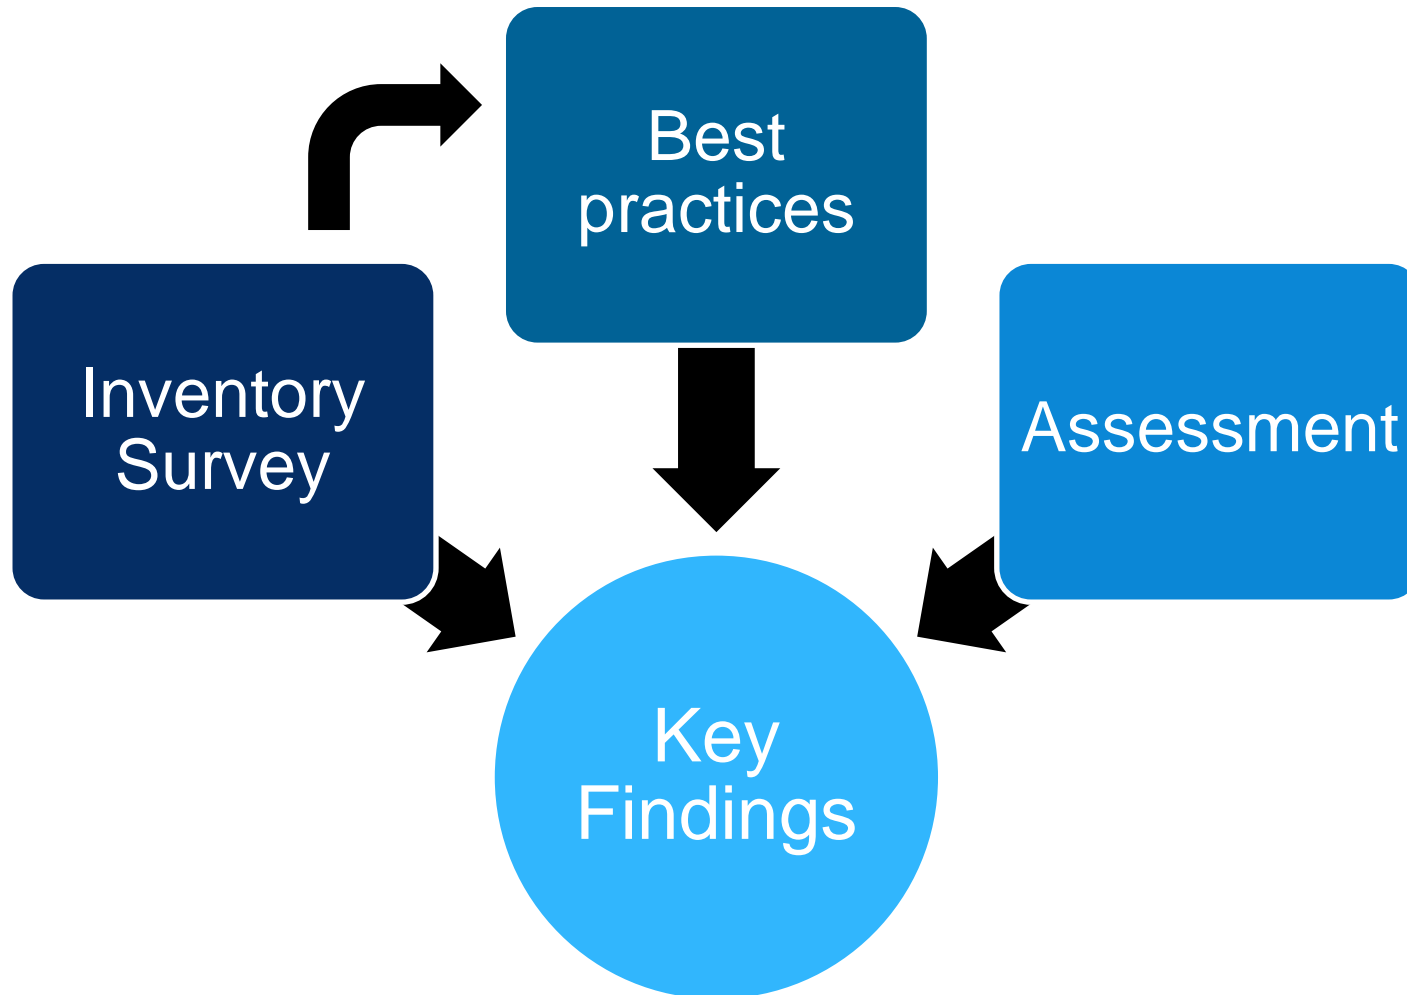 Best
practices
Inventory
Survey
Assessment
Key
Findings